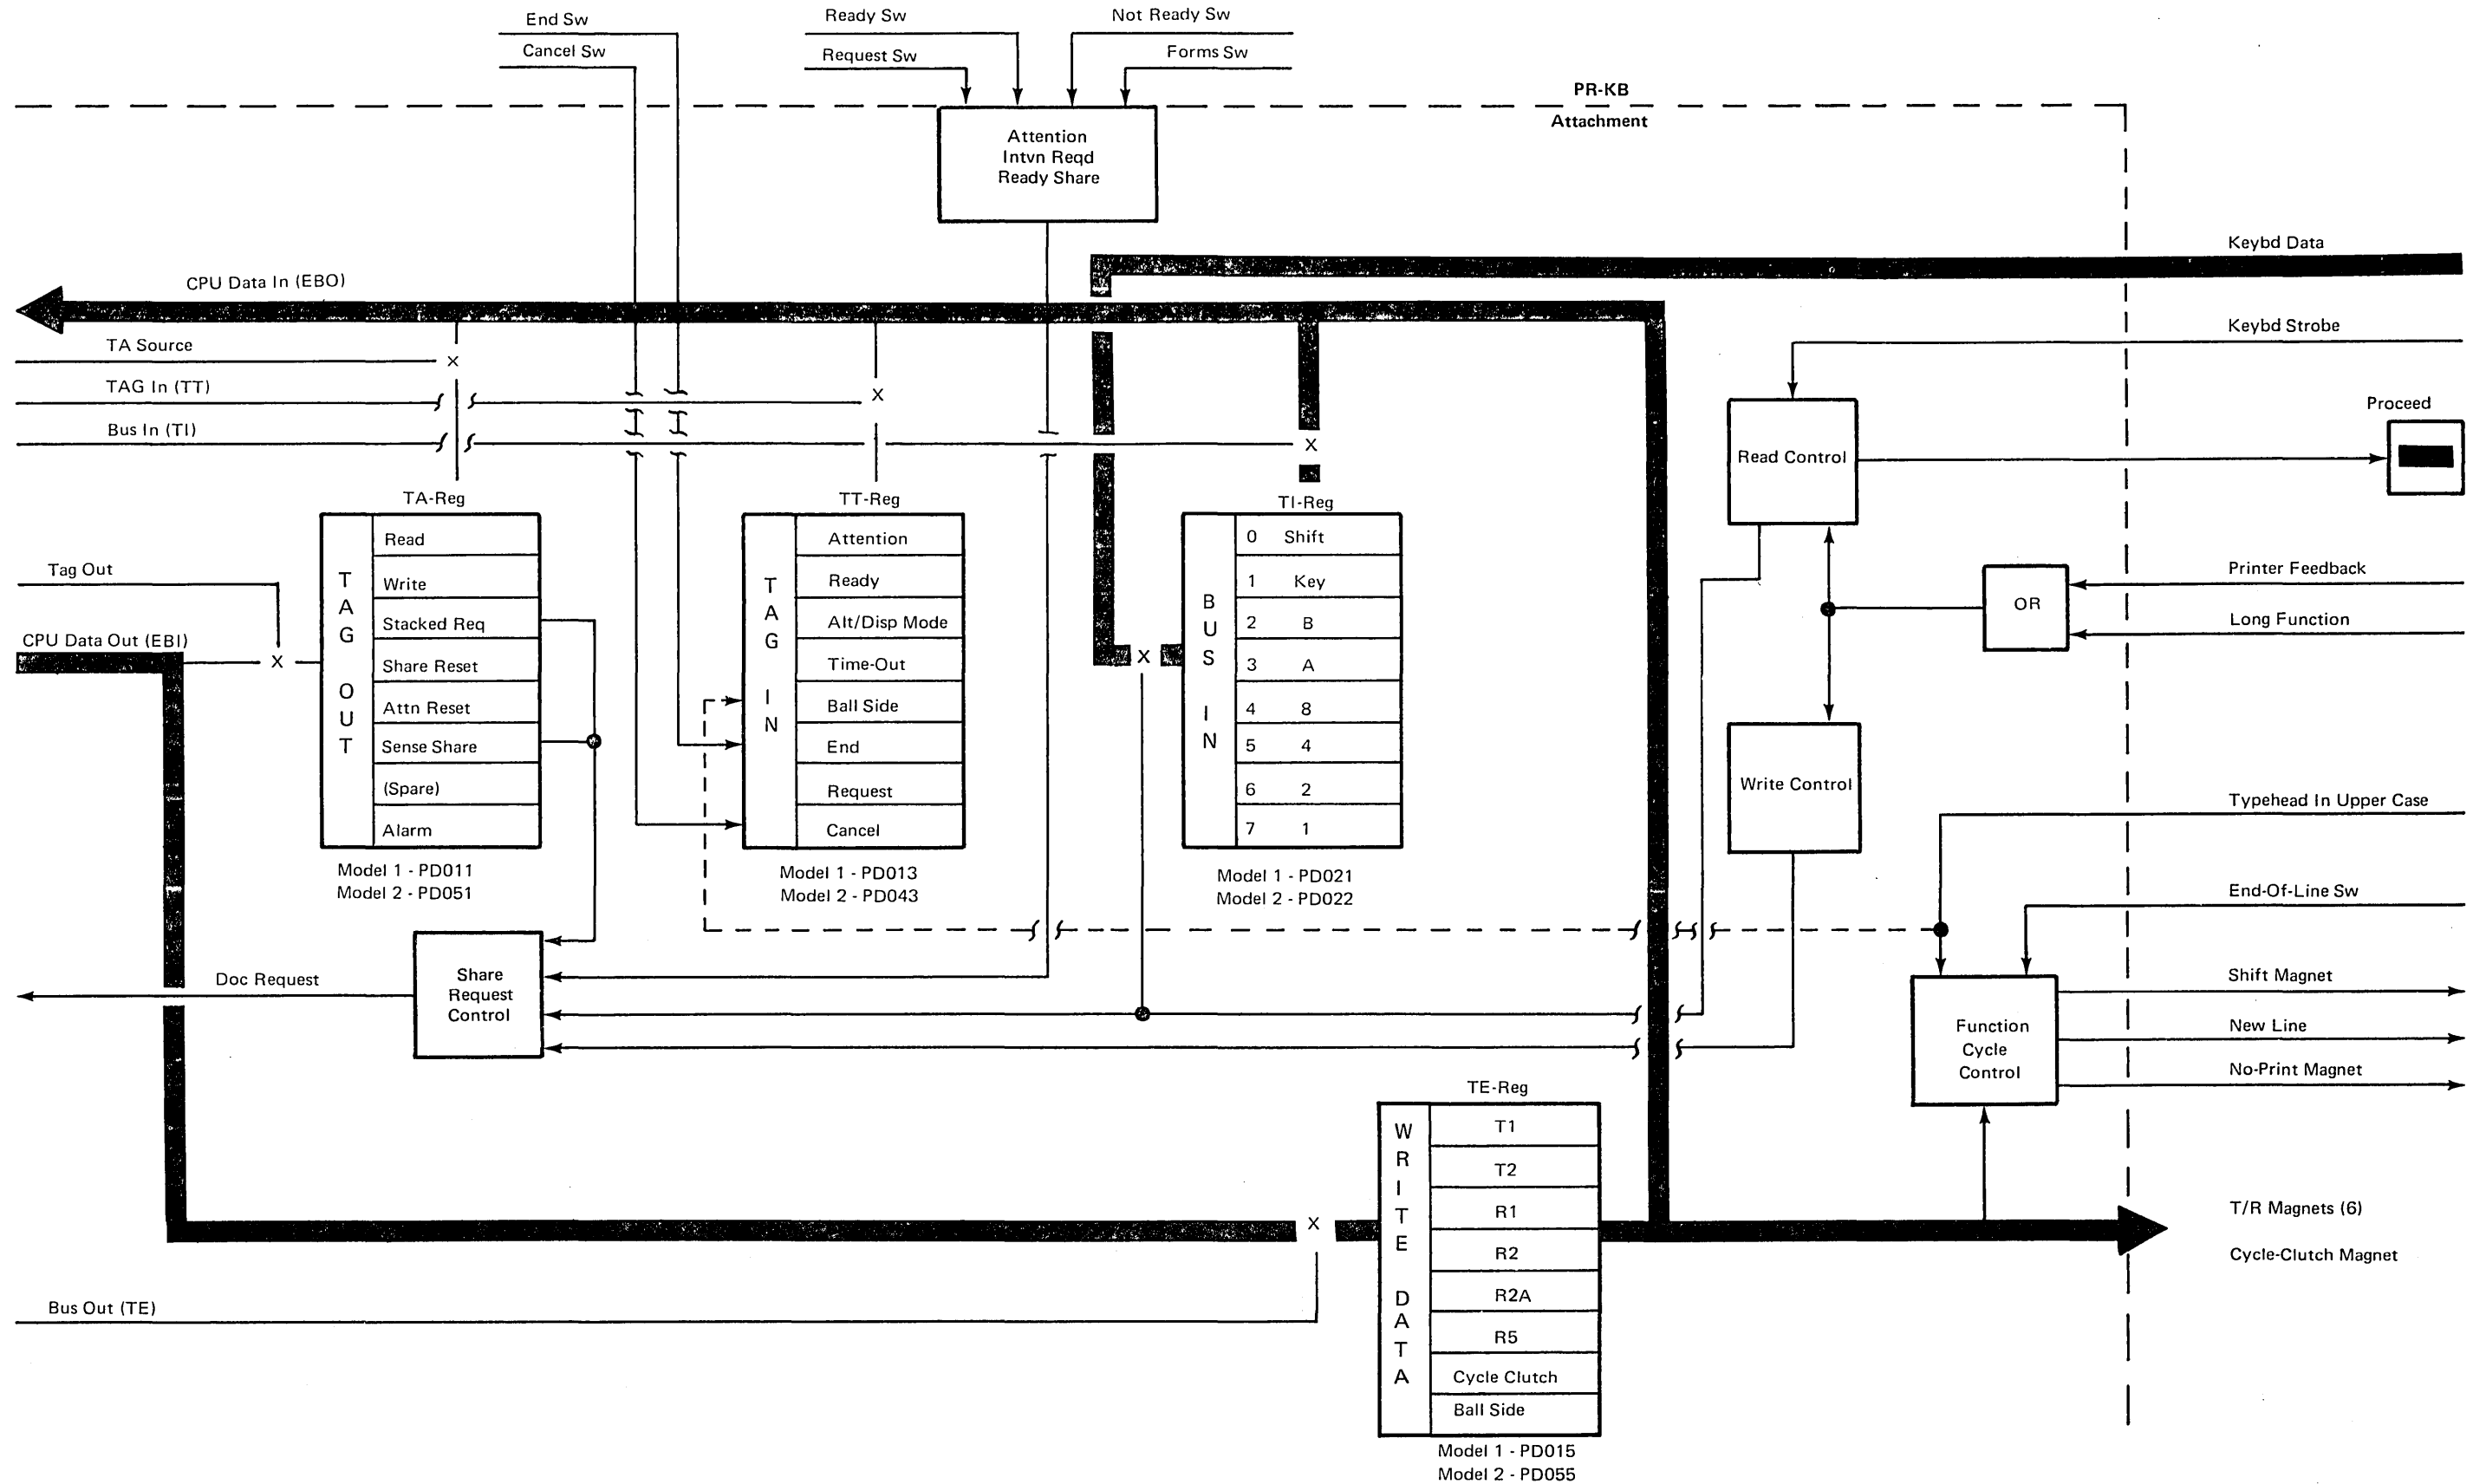 End Sw
Cancel Sw
Ready Sw
Request Sw
Not Ready Sw
Forms Sw
PR-KB
Attachment
Attention
Intvn Reqd
Ready Share
Keybd Data
CPU Data In (EBO)
Keybd Strobe
TA Source
TAG In (TT)
Bus In (TI)
x
x
x
Proceed
Read Control
TA-Reg
TAG OUT
Read
Write
Stacked Req
Share Reset
Attn Reset
Sense Share
(Spare)
Alarm
Model 1 - PD011
Model 2 - PD051
TT-Reg
TAG IN
Attention
Ready
Alt/Disp Mode
Time-Out
Ball Side
End
Request
Cancel
Model 1 - PD013
Model 2 - PD043
TI-Reg
BUS IN
0 Shift
1 Key
2 B
3 A
4 8
5 4
6 2
7 1
Model 1 - PD021
Model 2 - PD022
Tag Out
CPU Data Out (EBI)
x
x
OR
Printer Feedback
Long Function
Write Control
Typehead In Upper Case
End-Of-Line Sw
Doc Request
Share
Request
Control
Function
Cycle
Control
Shift Magnet
New Line
No-Print Magnet
TE-Reg
WRITE DATA
T1
T2
R1
R2
R2A
R5
Cycle Clutch
Ball Side
Model 1 - PD015
Model 2 - PD055
x
Bus Out (TE)
T/R Magnets (6)
Cycle-Clutch Magnet